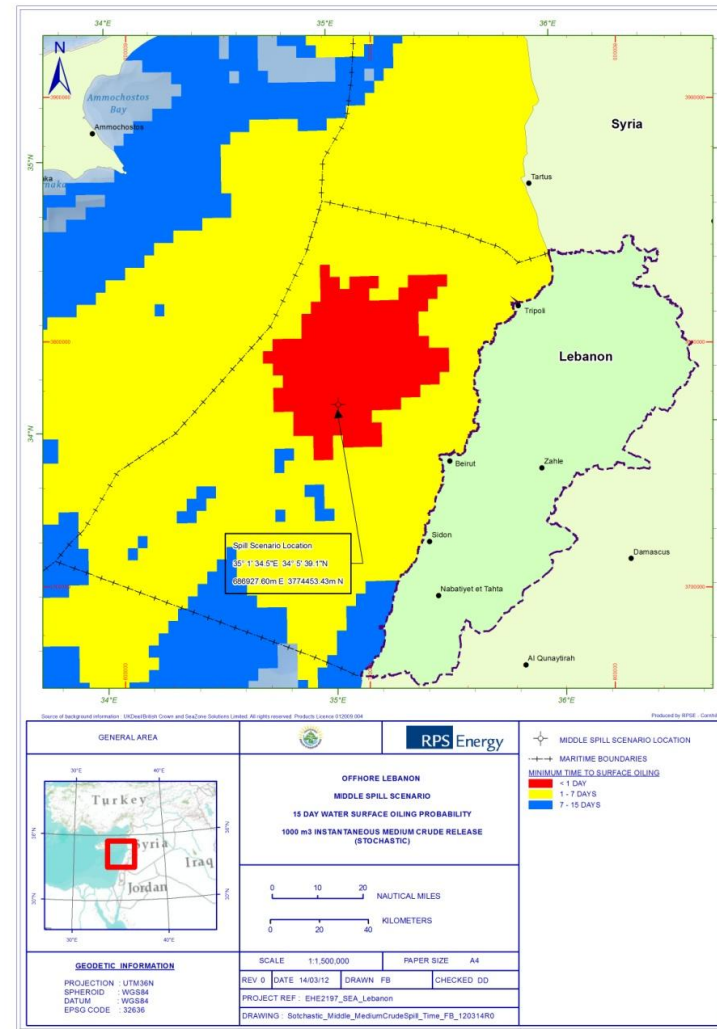 34°E
35°E
36°E
N
Ammochostos
Bay
Ammochostos
naka
35°N
Syria
Tartus
Tripoli
Lebanon
34°N
Beirut
Zahle
Spill Scenario Location
35° 1' 34.5"E 34° 5' 39.1"N
686927.60m E 3774453.43m N
Sidon
Damascus
Nabatiyet et Tahta
Al Qunaytirah
34°E
35°E
36°E
GENERAL AREA
RPS Energy
MIDDLE SPILL SCENARIO LOCATION
MARITIME BOUNDARIES
MINIMUM TIME TO SURFACE OILING
< 1 DAY
1 - 7 DAYS
7 - 15 DAYS
30°E
40°E
Turkey
Syria
Iraq
Jordan
30°E
40°E
OFFSHORE LEBANON
MIDDLE SPILL SCENARIO
15 DAY WATER SURFACE OILING PROBABILITY
1000 m3 INSTANTANEOUS MEDIUM CRUDE RELEASE
(STOCHASTIC)
0 10 20
NAUTICAL MILES
KILOMETERS
0 20 40
GEODETIC INFORMATION
PROJECTION : UTM36N
SPHEROID : WGS84
DATUM : WGS84
EPSG CODE : 32636
SCALE 1:1,500,000 PAPER SIZE A4
REV 0 DATE 14/03/12 DRAWN FB CHECKED DD
PROJECT REF : EHE2197_SEA_Lebanon
DRAWING : Sotchastic_Middle_MediumCrudeSpill_Time_FB_120314R0